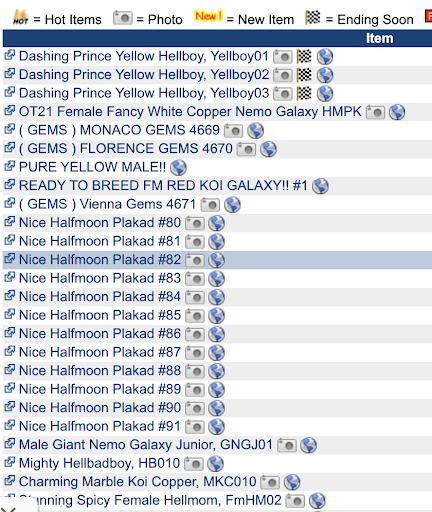 HOT = Hot Items = Photo New! = New Item = Ending Soon
Item
Dashing Prince Yellow Hellboy, Yellboy01
Dashing Prince Yellow Hellboy, Yellboy02
Dashing Prince Yellow Hellboy, Yellboy03
OT21 Female Fancy White Copper Nemo Galaxy HMPK
( GEMS ) MONACO GEMS 4669
( GEMS ) FLORENCE GEMS 4670
PURE YELLOW MALE!!
READY TO BREED FM RED KOI GALAXY!! #1
( GEMS ) Vienna Gems 4671
Nice Halfmoon Plakad #80
Nice Halfmoon Plakad #81
Nice Halfmoon Plakad #82
Nice Halfmoon Plakad #83
Nice Halfmoon Plakad #84
Nice Halfmoon Plakad #85
Nice Halfmoon Plakad #86
Nice Halfmoon Plakad #87
Nice Halfmoon Plakad #88
Nice Halfmoon Plakad #89
Nice Halfmoon Plakad #90
Nice Halfmoon Plakad #91
Male Giant Nemo Galaxy Junior, GNGJ01
Mighty Hellbadboy, HB010
Charming Marble Koi Copper, MKC010
Stunning Spicy Female Hellmom, FmHM02